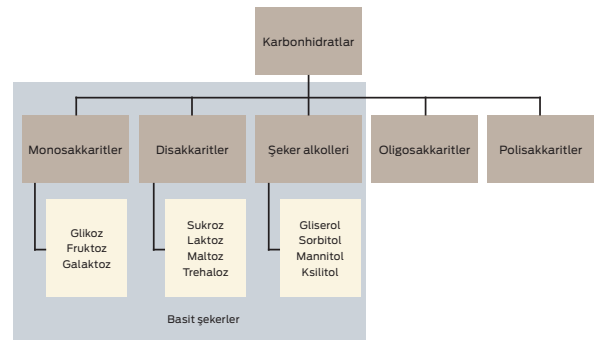 Karbonhidratlar
Monosakkaritler
Disakkaritler
Şeker alkolleri
Oligosakkaritler
Polisakkaritler
Glikoz
Fruktoz
Galaktoz
Sukroz
Laktoz
Maltoz
Trehaloz
Gliserol
Sorbitol
Mannitol
Ksilitol
Basit şekerler